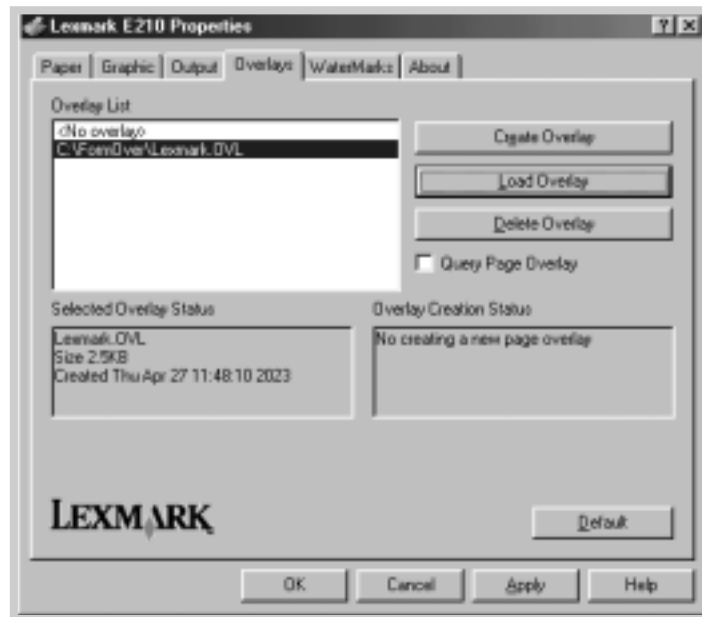 Lexmark E210 Properties
Paper Graphic Output Overlays WaterMarks About
Overlay List
<No overlay>
C:\FormOver\Lexmark.OVL
Create Overlay
Load Overlay
Delete Overlay
Query Page Overlay
Selected Overlay Status
Lexmark.OVL
Size 2.5KB
Created Thu Apr 27 11:48:10 2023
Overlay Creation Status
No creating a new page overlay
LEXMARK
Default
OK Cancel Apply Help